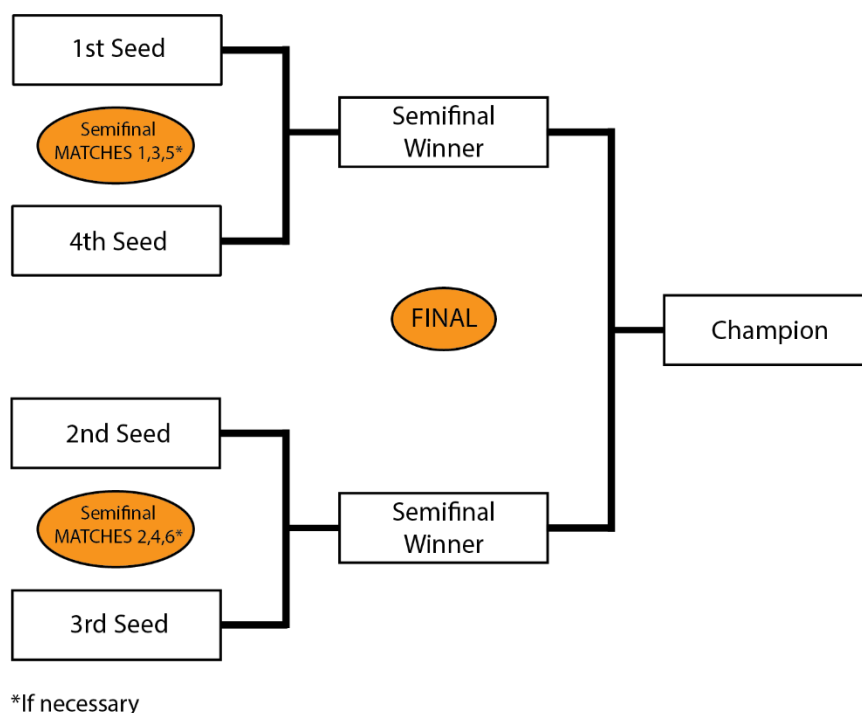 1st Seed
Semifinal
MATCHES 1,3,5*
4th Seed
Semifinal
Winner
FINAL
Champion
2nd Seed
Semifinal
MATCHES 2,4,6*
3rd Seed
Semifinal
Winner
*If necessary